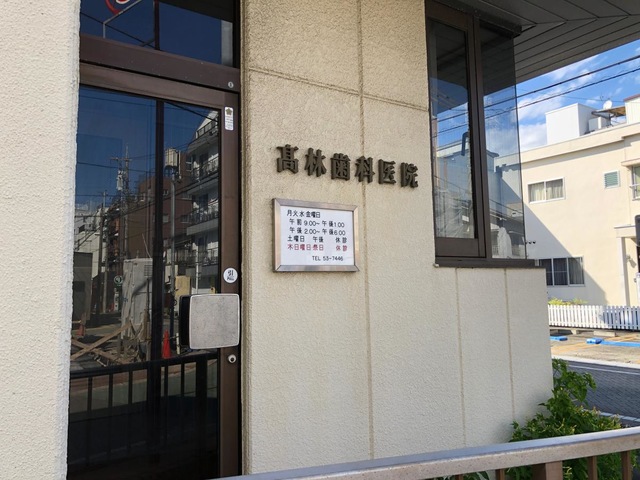 髙林歯科医院
月火水金曜日
午前9.00〜午後1.00
午後2.00〜午後6.00
土曜日 午後 休診
木日曜日・祭日 休診
TEL 53-7446